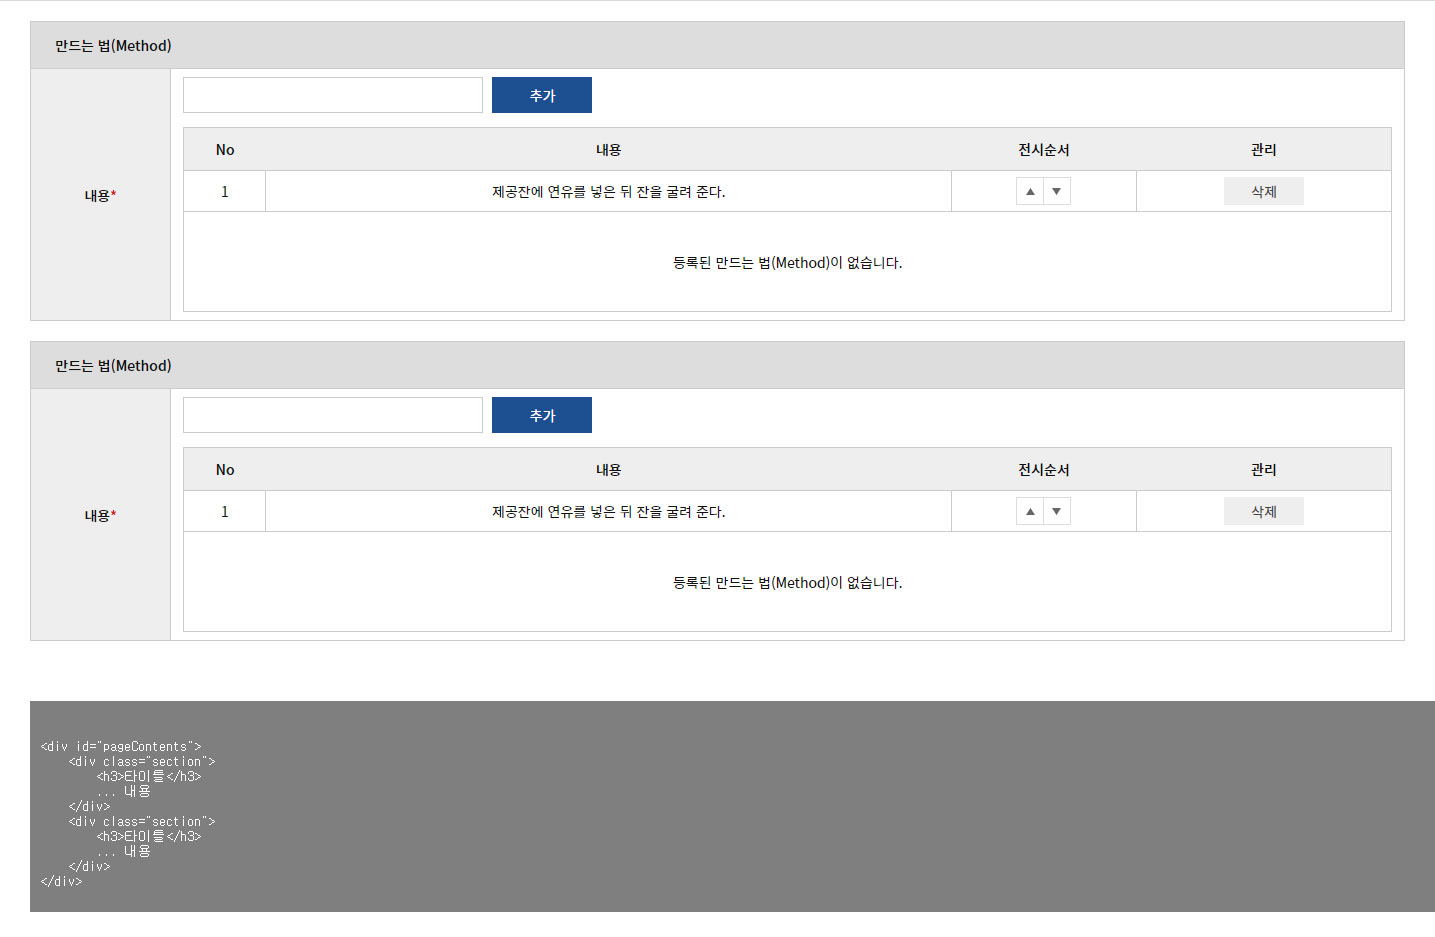 만드는 법(Method)
추가
No 내용 전시순서 관리
내용*
1 제공잔에 연유를 넣은 뒤 잔을 굴려 준다. ▲ ▼ 삭제
등록된 만드는 법(Method)이 없습니다.
만드는 법(Method)
추가
No 내용 전시순서 관리
내용*
1 제공잔에 연유를 넣은 뒤 잔을 굴려 준다. ▲ ▼ 삭제
등록된 만드는 법(Method)이 없습니다.
<div id="pageContents">
    <div class="section">
        <h3>타이틀</h3>
        ... 내용
    </div>
    <div class="section">
        <h3>타이틀</h3>
        ... 내용
    </div>
</div>